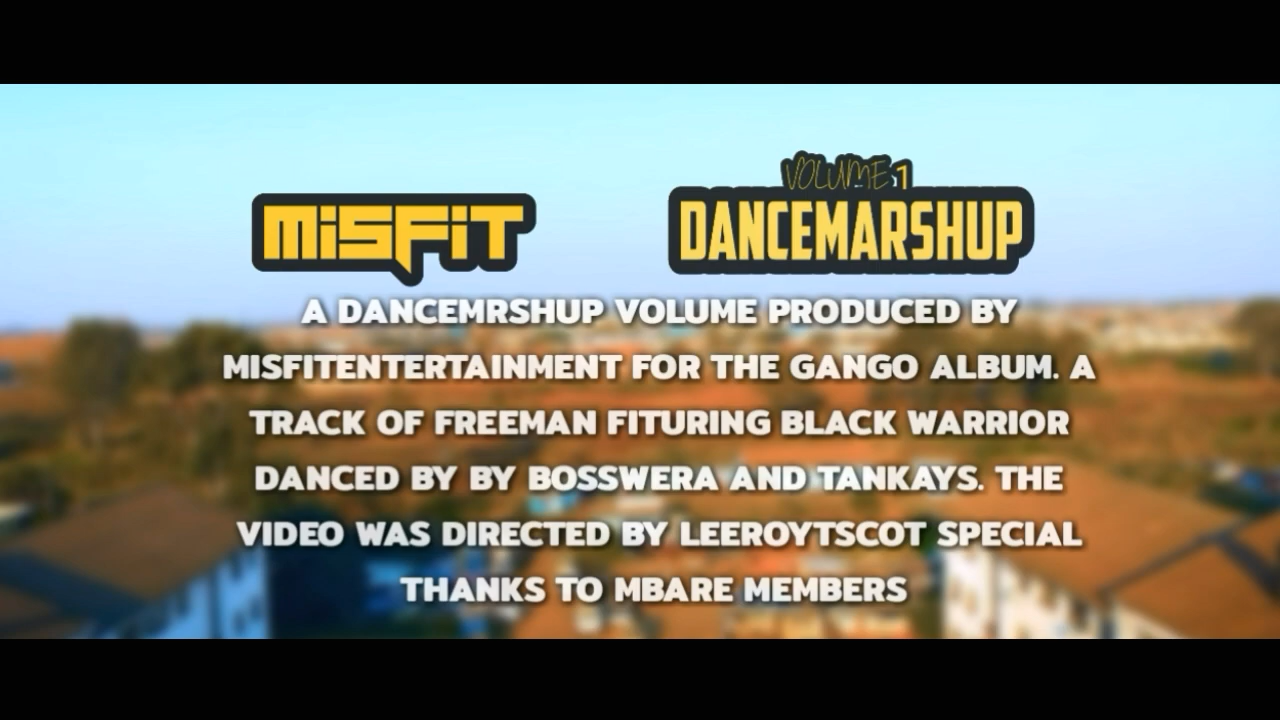 MiSFiT
VOLUME 1
DANCEMARSHUP
A DANCEMRSHUP VOLUME PRODUCED BY
MISFITENTERTAINMENT FOR THE GANGO ALBUM. A
TRACK OF FREEMAN FITURING BLACK WARRIOR
DANCED BY BY BOSSWERA AND TANKAYS. THE
VIDEO WAS DIRECTED BY LEEROYTSCOT SPECIAL
THANKS TO MBARE MEMBERS